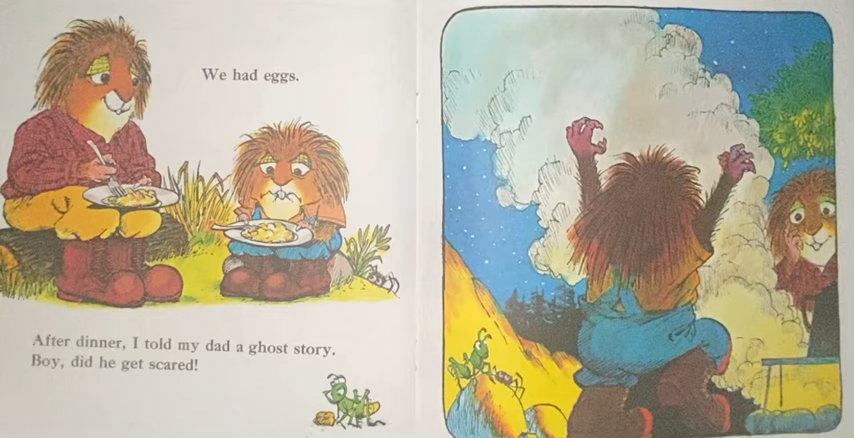 We had eggs.
After dinner, I told my dad a ghost story.
Boy, did he get scared!